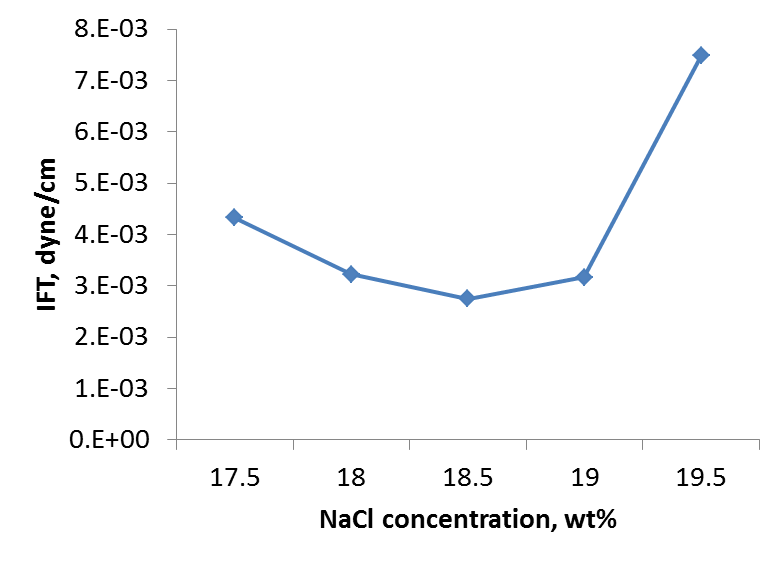 8.E-03
7.E-03
6.E-03
5.E-03
4.E-03
3.E-03
2.E-03
1.E-03
0.E+00
IFT, dyne/cm
17.5 18 18.5 19 19.5
NaCl concentration, wt%